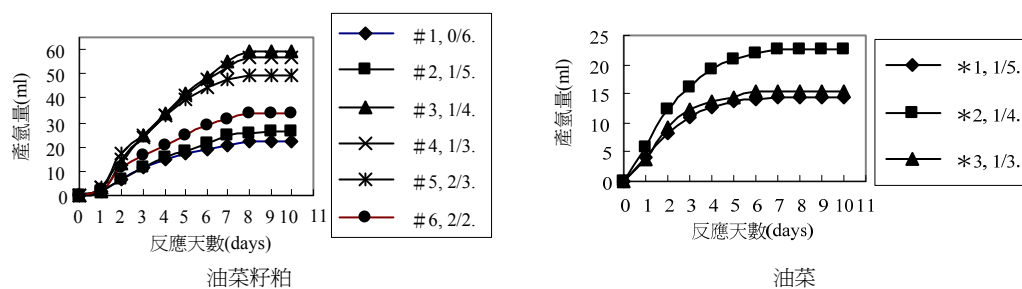 產氫量(ml)
60
50
40
30
20
10
0
0 1 2 3 4 5 6 7 8 9 10 11
反應天數(days)
油菜籽粕
#1, 0/6.
#2, 1/5.
#3, 1/4.
#4, 1/3.
#5, 2/3.
#6, 2/2.
產氫量(ml)
25
20
15
10
5
0
0 1 2 3 4 5 6 7 8 9 10 11
反應天數(days)
油菜
*1, 1/5.
*2, 1/4.
*3, 1/3.